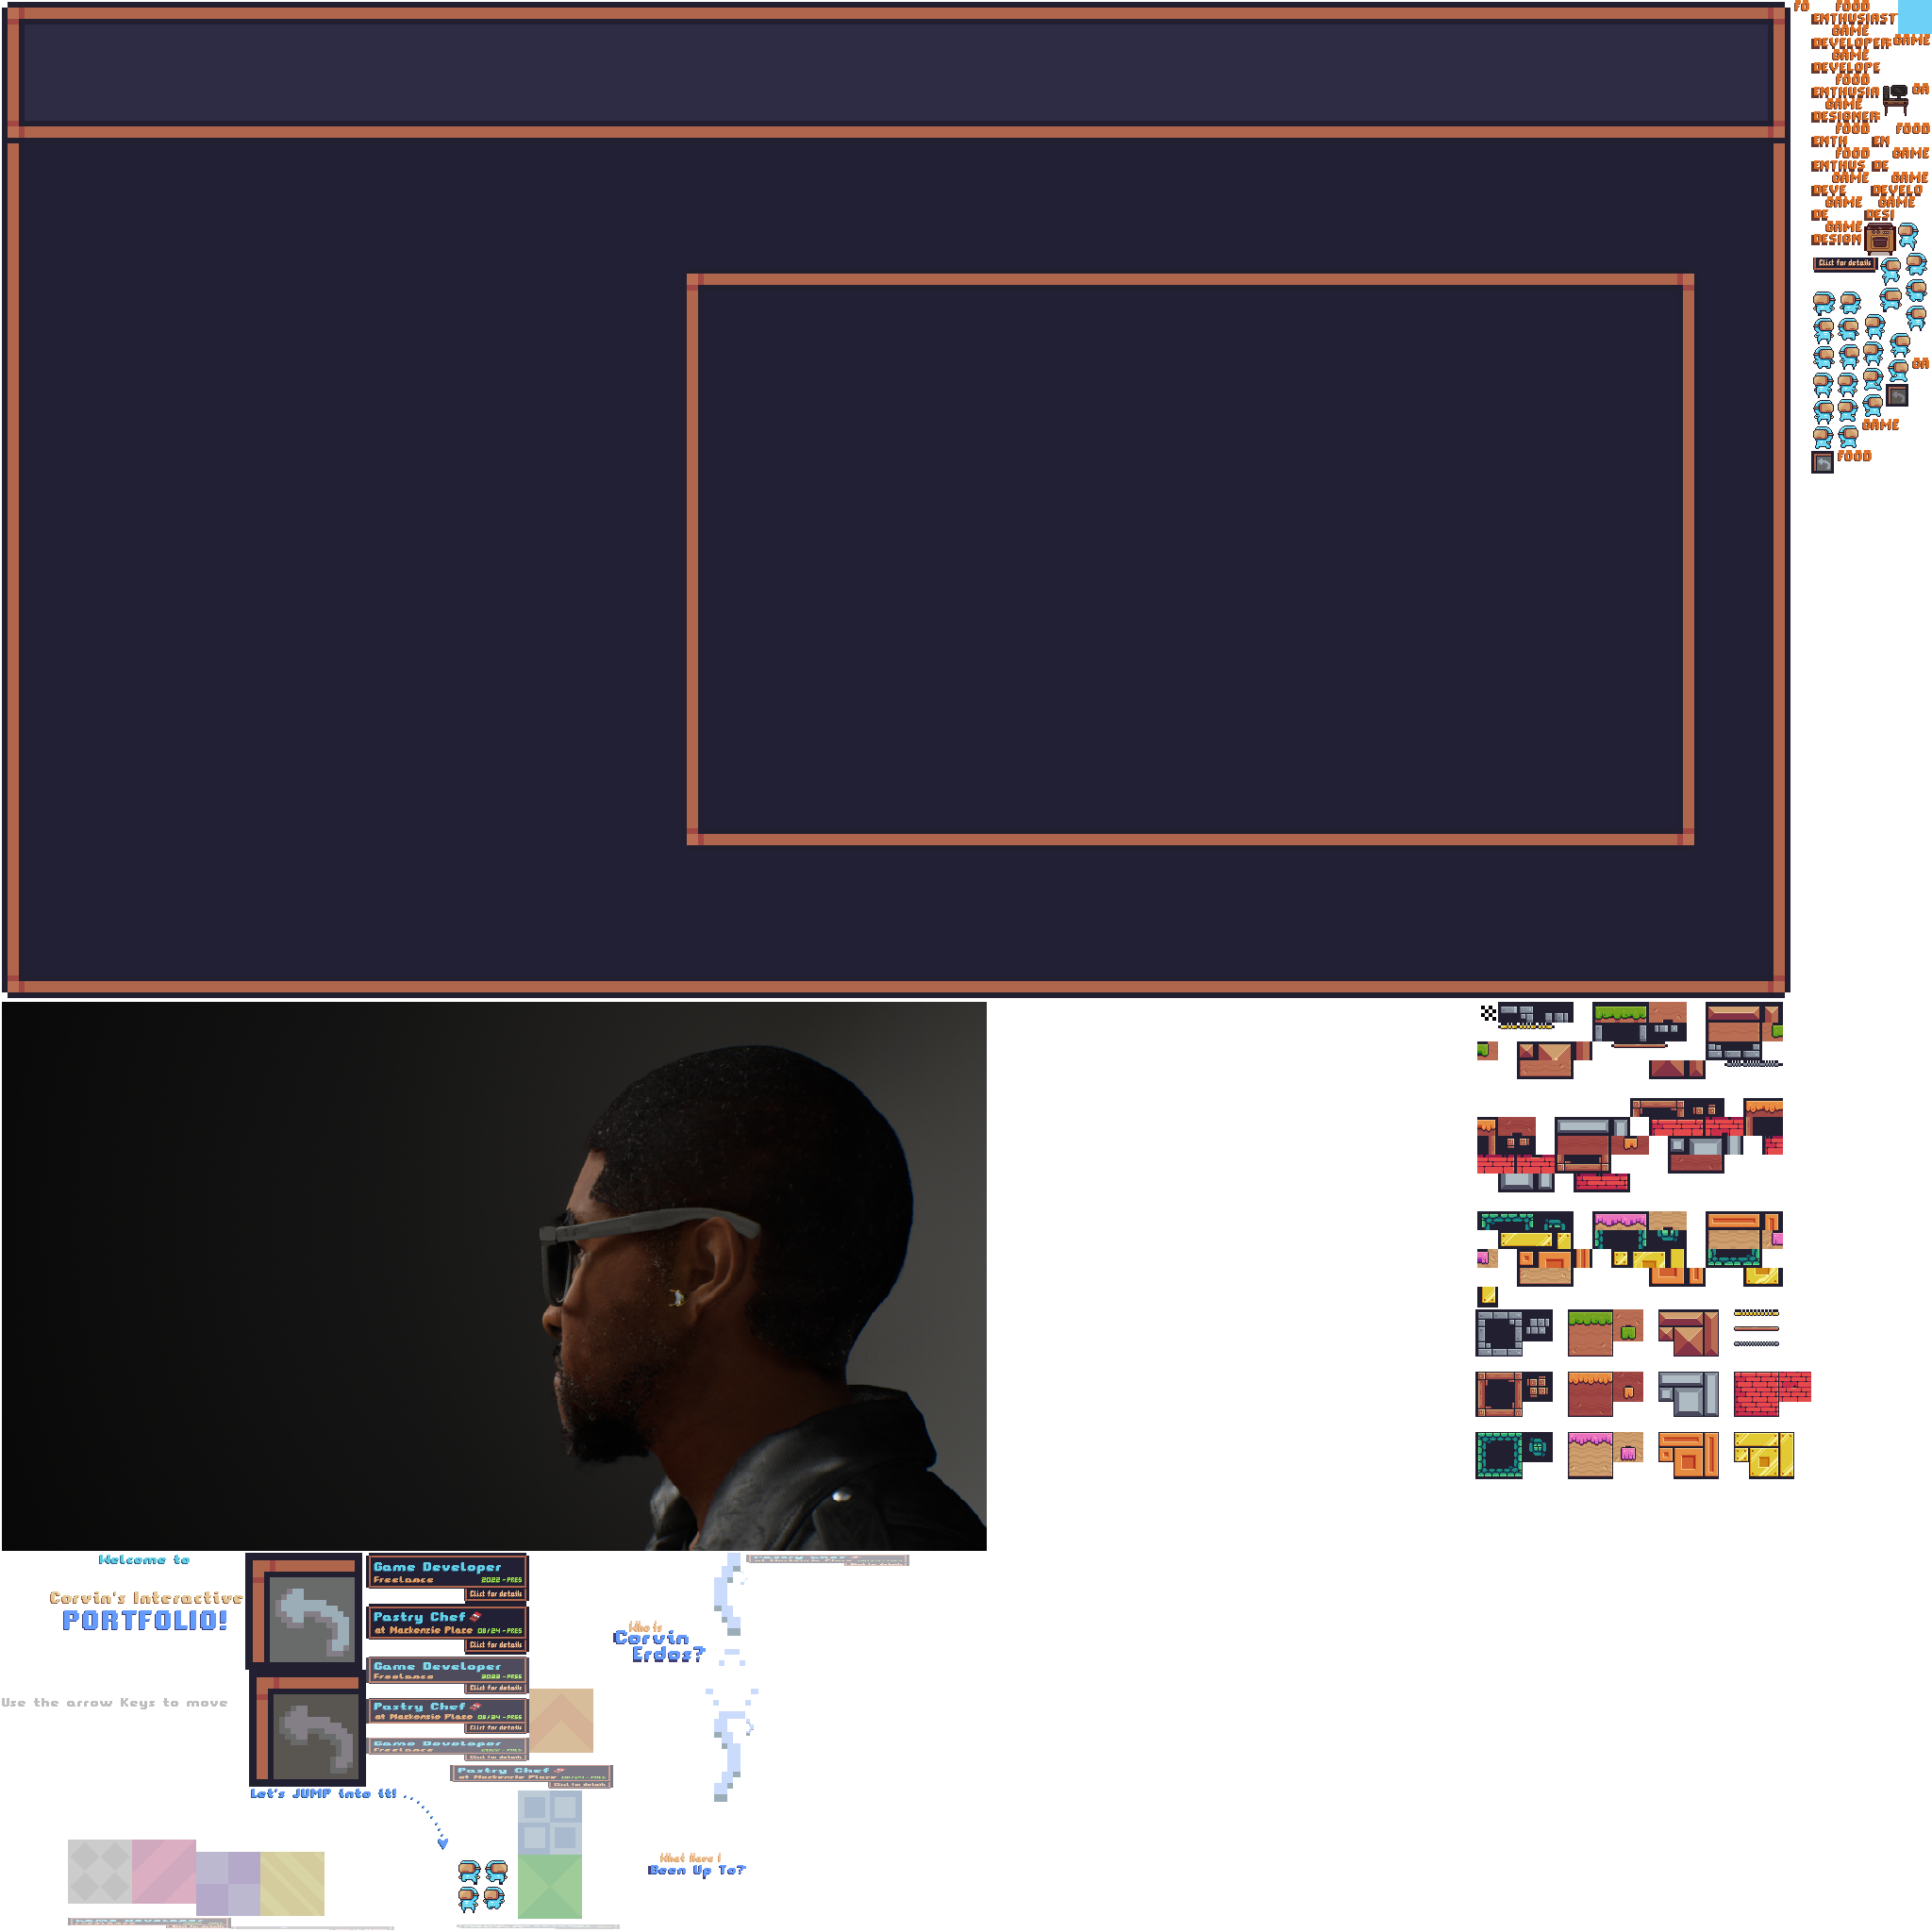 FO FOOD
ENTHUSIAST
GAME
DEVELOPER GAME
GAME
DEVELOPE
FOOD
ENTHUSIA GA
GAME
DESIGNER
FOOD FOOD
ENTH EN
FOOD GAME
ENTHUS DE
GAME GAME
DEVE DEVELO
GAME GAME
DE DESI
GAME
DESIGN
Click for details
GA
GAME
FOOD
Welcome to
Corvin's Interactive
PORTFOLIO!
Use the arrow Keys to move
Game Developer
Freelance 2022 - PRES
Click for details
Pastry Chef
at Mackenzie Place 08/24 - PRES
Click for details
Game Developer
Freelance 2022 - PRES
Click for details
Pastry Chef
at Mackenzie Place 08/24 - PRES
Click for details
Game Developer
Freelance 2022 - PRES
Click for details
Pastry Chef
at Mackenzie Place 08/24 - PRES
Click for details
Let's JUMP into it!
Who is
Corvin
Erdos?
What Have I
Been Up To?